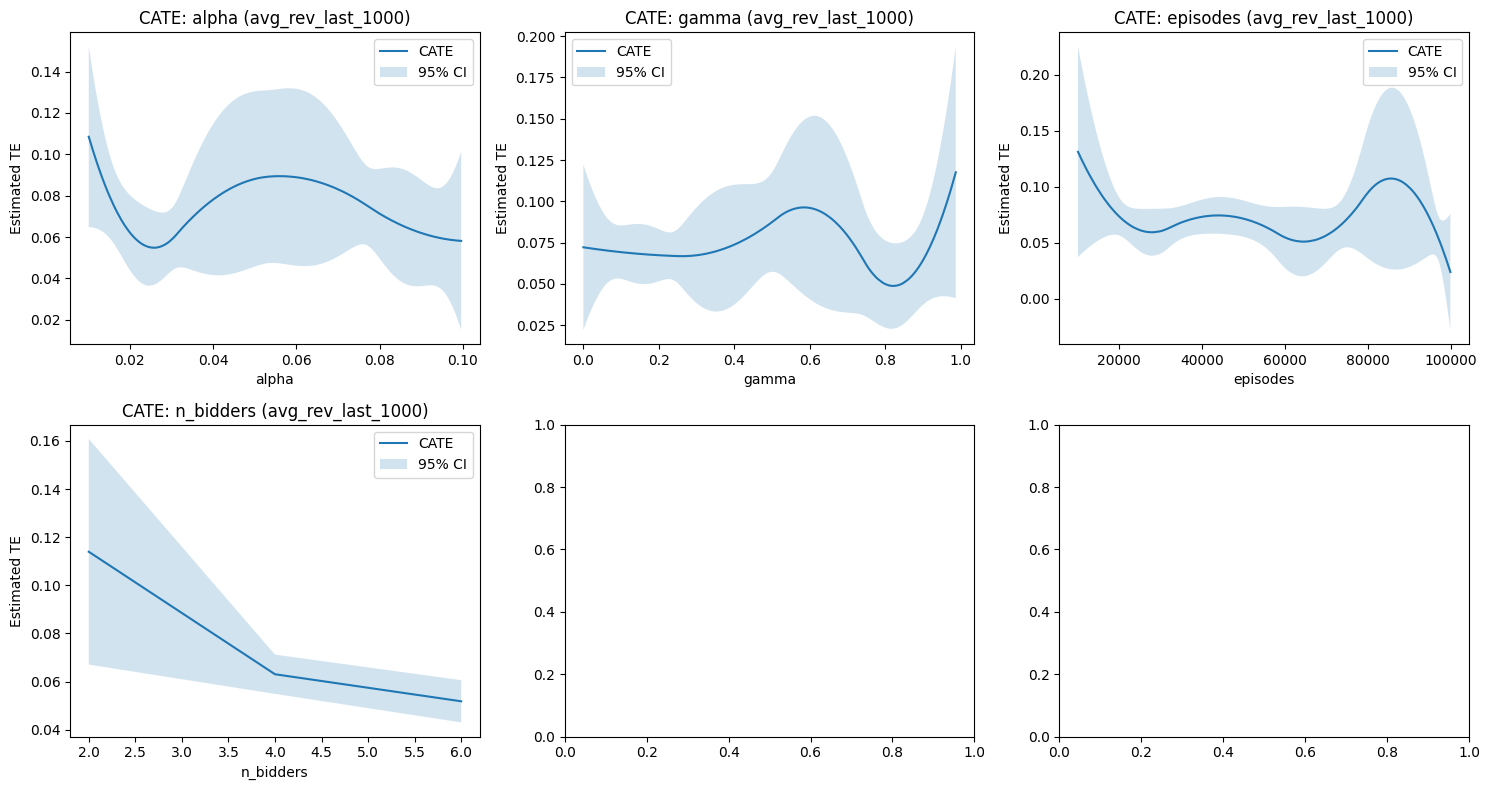 CATE: alpha (avg_rev_last_1000)
CATE
95% CI
Estimated TE
0.14
0.12
0.10
0.08
0.06
0.04
0.02
0.02 0.04 0.06 0.08 0.10
alpha
CATE: gamma (avg_rev_last_1000)
CATE
95% CI
Estimated TE
0.200
0.175
0.150
0.125
0.100
0.075
0.050
0.025
0.0 0.2 0.4 0.6 0.8 1.0
gamma
CATE: episodes (avg_rev_last_1000)
CATE
95% CI
Estimated TE
0.20
0.15
0.10
0.05
0.00
20000 40000 60000 80000 100000
episodes
CATE: n_bidders (avg_rev_last_1000)
CATE
95% CI
Estimated TE
0.16
0.14
0.12
0.10
0.08
0.06
0.04
2.0 2.5 3.0 3.5 4.0 4.5 5.0 5.5 6.0
n_bidders
1.0
0.8
0.6
0.4
0.2
0.0
0.0 0.2 0.4 0.6 0.8 1.0
1.0
0.8
0.6
0.4
0.2
0.0
0.0 0.2 0.4 0.6 0.8 1.0